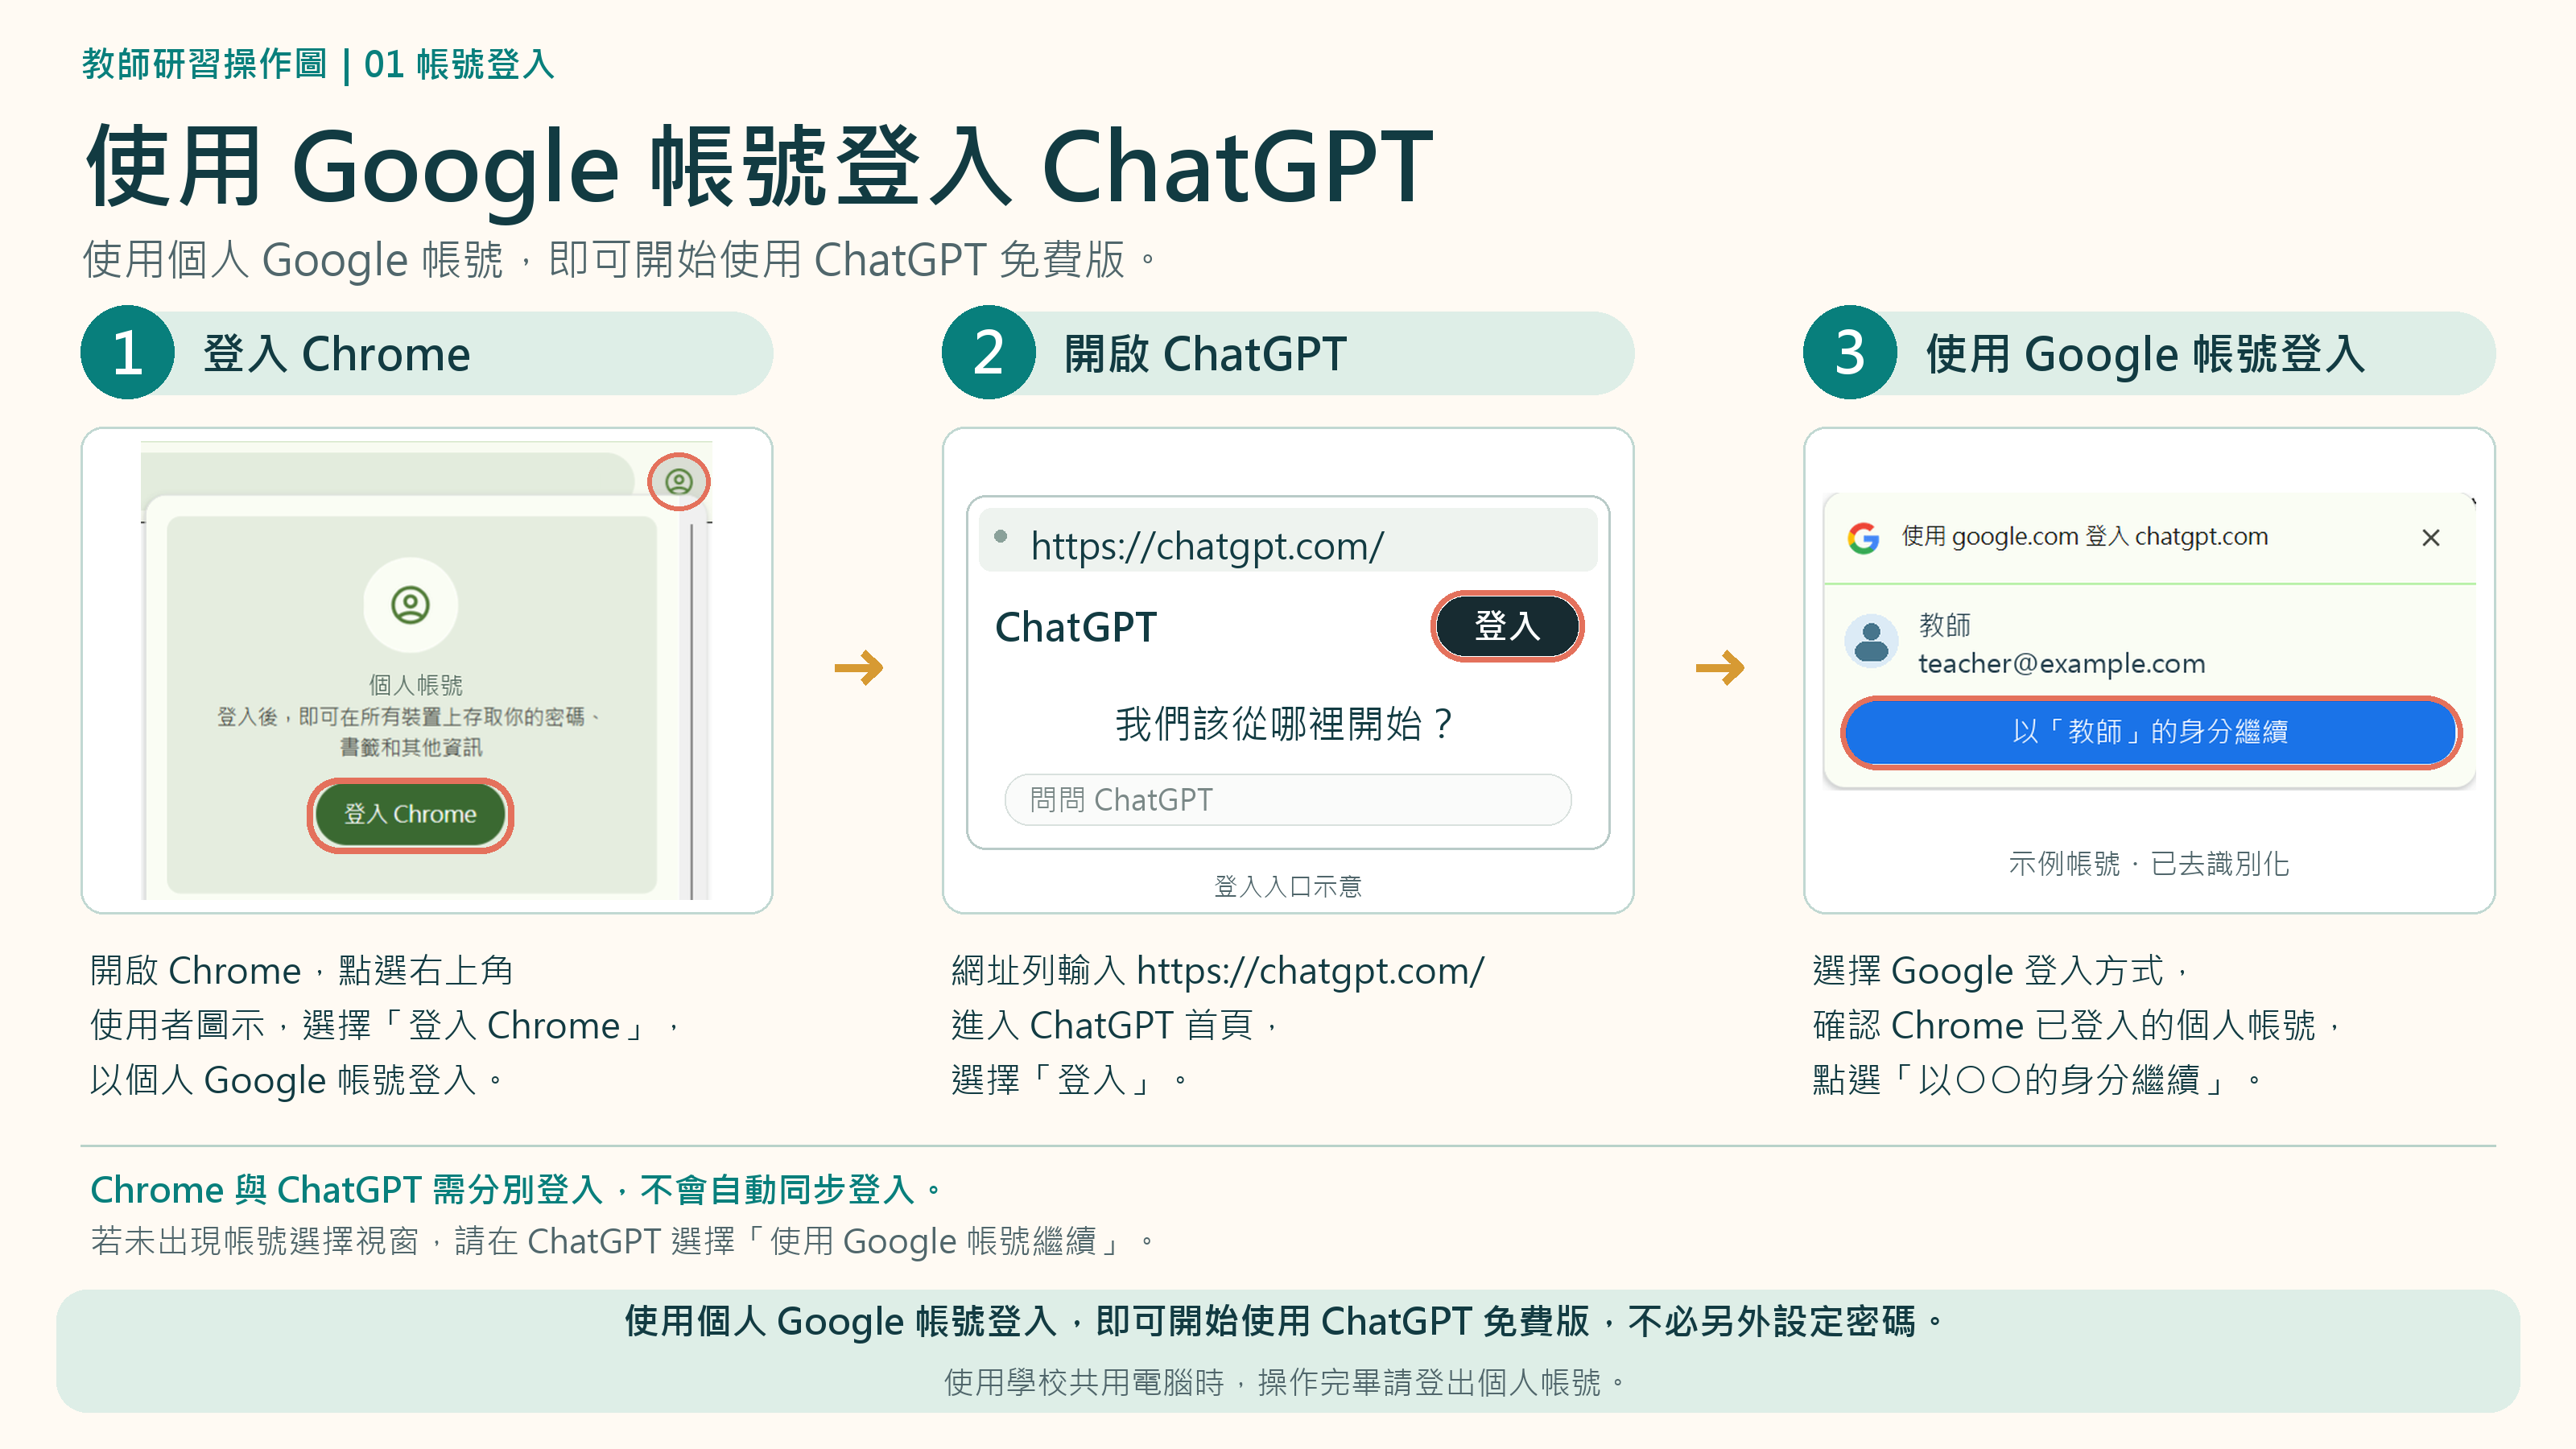 教師研習操作圖 | 01 帳號登入
使用 Google 帳號登入 ChatGPT
使用個人 Google 帳號，即可開始使用 ChatGPT 免費版。
1 登入 Chrome
個人帳號
登入後，即可在所有裝置上存取你的密碼、
書籤和其他資訊
登入 Chrome
開啟 Chrome，點選右上角
使用者圖示，選擇「登入 Chrome」，
以個人 Google 帳號登入。
2 開啟 ChatGPT
https://chatgpt.com/
ChatGPT
登入
我們該從哪裡開始？
問問 ChatGPT
登入入口示意
網址列輸入 https://chatgpt.com/
進入 ChatGPT 首頁，
選擇「登入」。
3 使用 Google 帳號登入
使用 google.com 登入 chatgpt.com
教師
teacher@example.com
以「教師」的身分繼續
示例帳號・已去識別化
選擇 Google 登入方式，
確認 Chrome 已登入的個人帳號，
點選「以〇〇的身分繼續」。
Chrome 與 ChatGPT 需分別登入，不會自動同步登入。
若未出現帳號選擇視窗，請在 ChatGPT 選擇「使用 Google 帳號繼續」。
使用個人 Google 帳號登入，即可開始使用 ChatGPT 免費版，不必另外設定密碼。
使用學校共用電腦時，操作完畢請登出個人帳號。